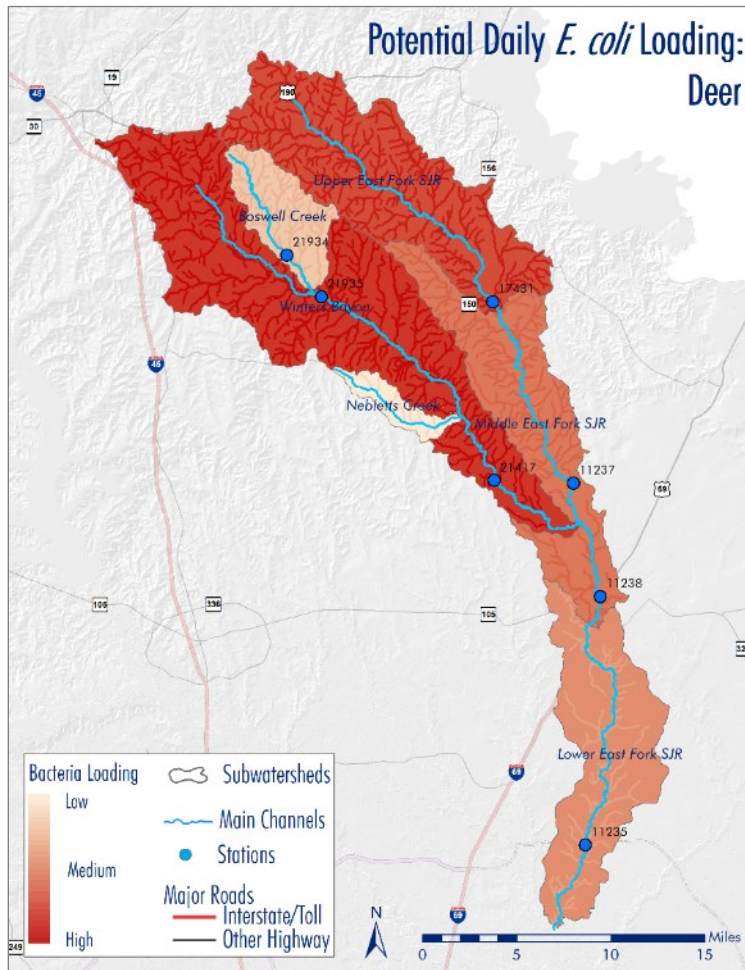 Potential Daily E. coli Loading:
Deer
45
19
30
190
156
Upper East Fork SJR
Boswell Creek
21934
21935
Winters Bayou
150
17431
45
Nebletts Creek
Middle East Fork SJR
21417
11237
59
11238
105
336
105
Lower East Fork SJR
69
11235
69
249
Bacteria Loading
Low
Medium
High
Subwatersheds
Main Channels
Stations
Major Roads
Interstate/Toll
Other Highway
N
Miles
0 5 10 15